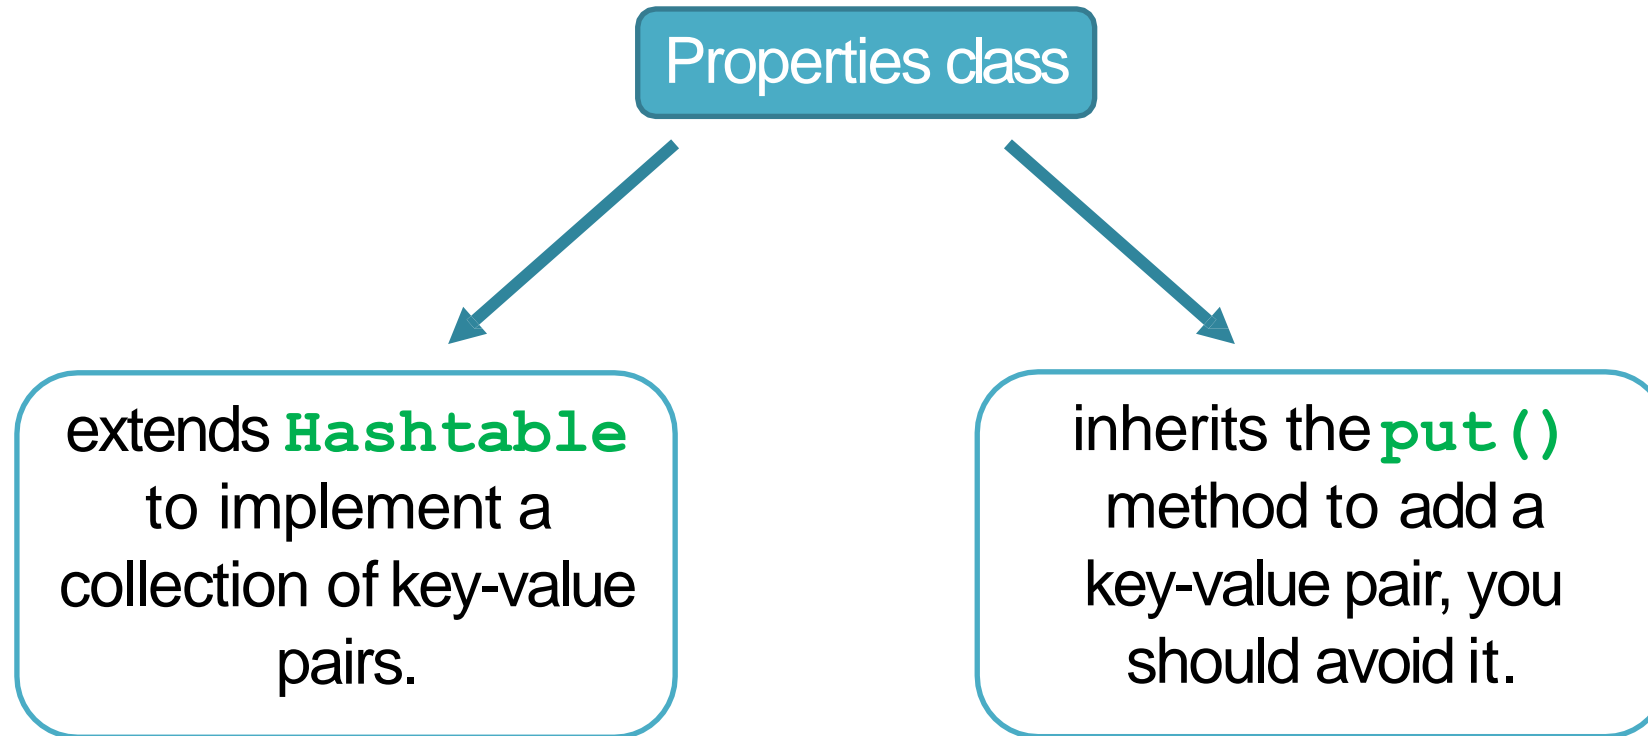 Properties class
extends Hashtable
to implement a
collection of key-value
pairs.
inherits the put()
method to add a
key-value pair, you
should avoid it.